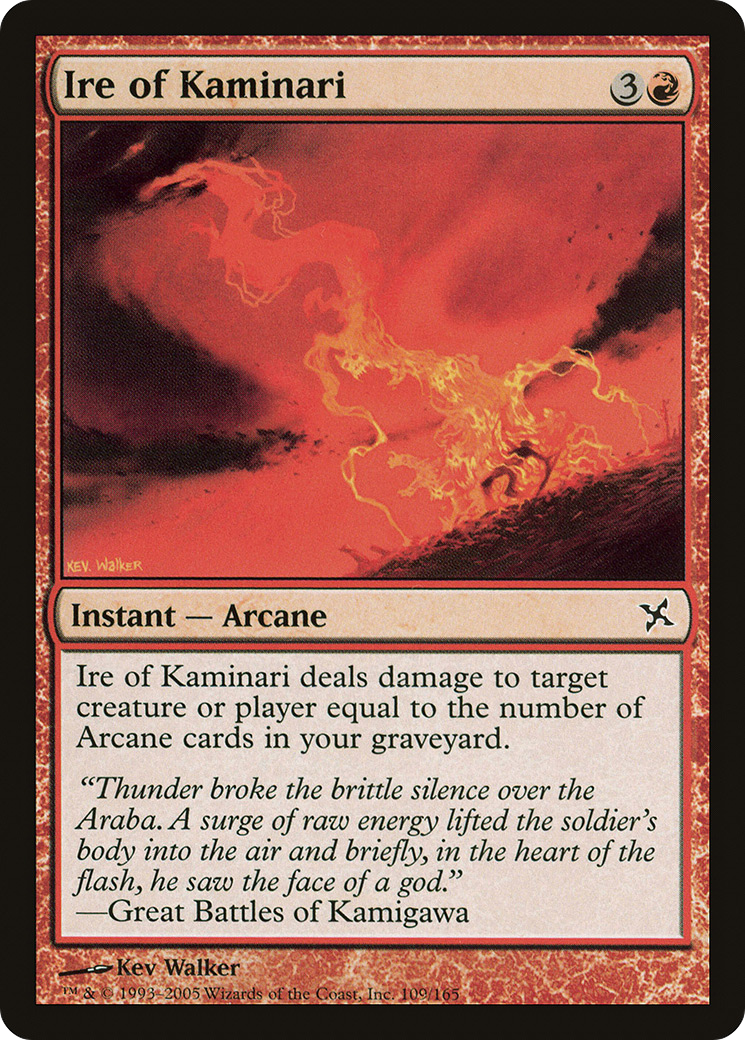 Ire of Kaminari
3
KEV. WALKER
Instant — Arcane
Ire of Kaminari deals damage to target
creature or player equal to the number of
Arcane cards in your graveyard.
“Thunder broke the brittle silence over the
Araba. A surge of raw energy lifted the soldier’s
body into the air and briefly, in the heart of the
flash, he saw the face of a god.”
—Great Battles of Kamigawa
Kev Walker
™ & © 1993–2005 Wizards of the Coast, Inc. 109/165